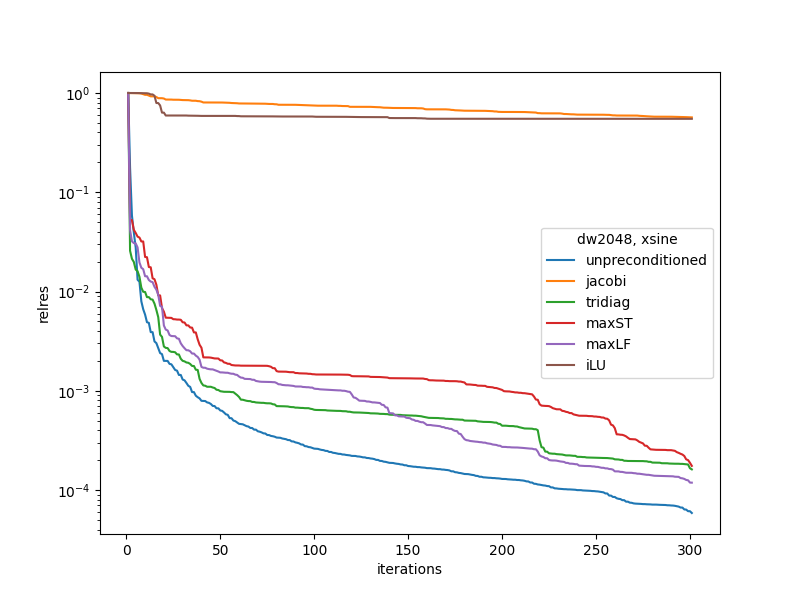 10⁰
10⁻¹
10⁻²
10⁻³
10⁻⁴
relres
0
50
100
150
200
250
300
iterations
dw2048, xsine
unpreconditioned
jacobi
tridiag
maxST
maxLF
iLU